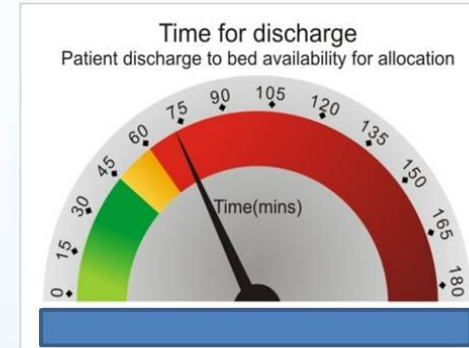 Time for discharge
Patient discharge to bed availability for allocation
0 15 30 45 60 75 90 105 120 135 150 165 180
Time(mins)